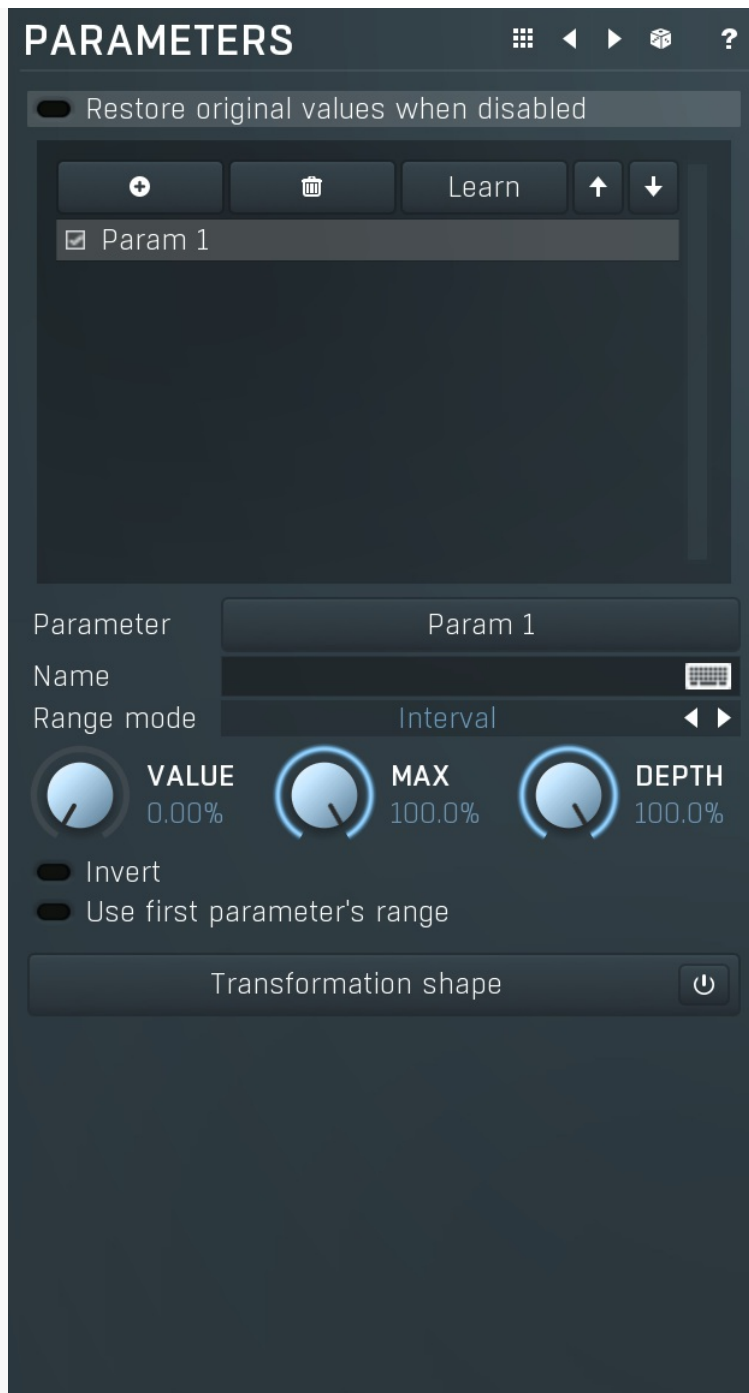 PARAMETERS ?
Restore original values when disabled
Learn
Param 1
Parameter Param 1
Name
Range mode Interval
VALUE MAX DEPTH
0.00% 100.0% 100.0%
Invert
Use first parameter's range
Transformation shape